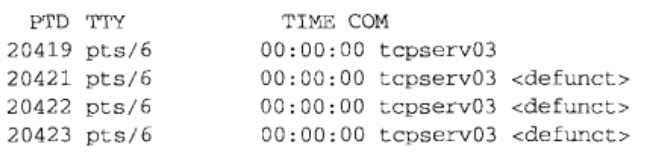 PTD TTY TIME COM
20419 pts/6 00:00:00 tcpserv03
20421 pts/6 00:00:00 tcpserv03 <defunct>
20422 pts/6 00:00:00 tcpserv03 <defunct>
20423 pts/6 00:00:00 tcpserv03 <defunct>